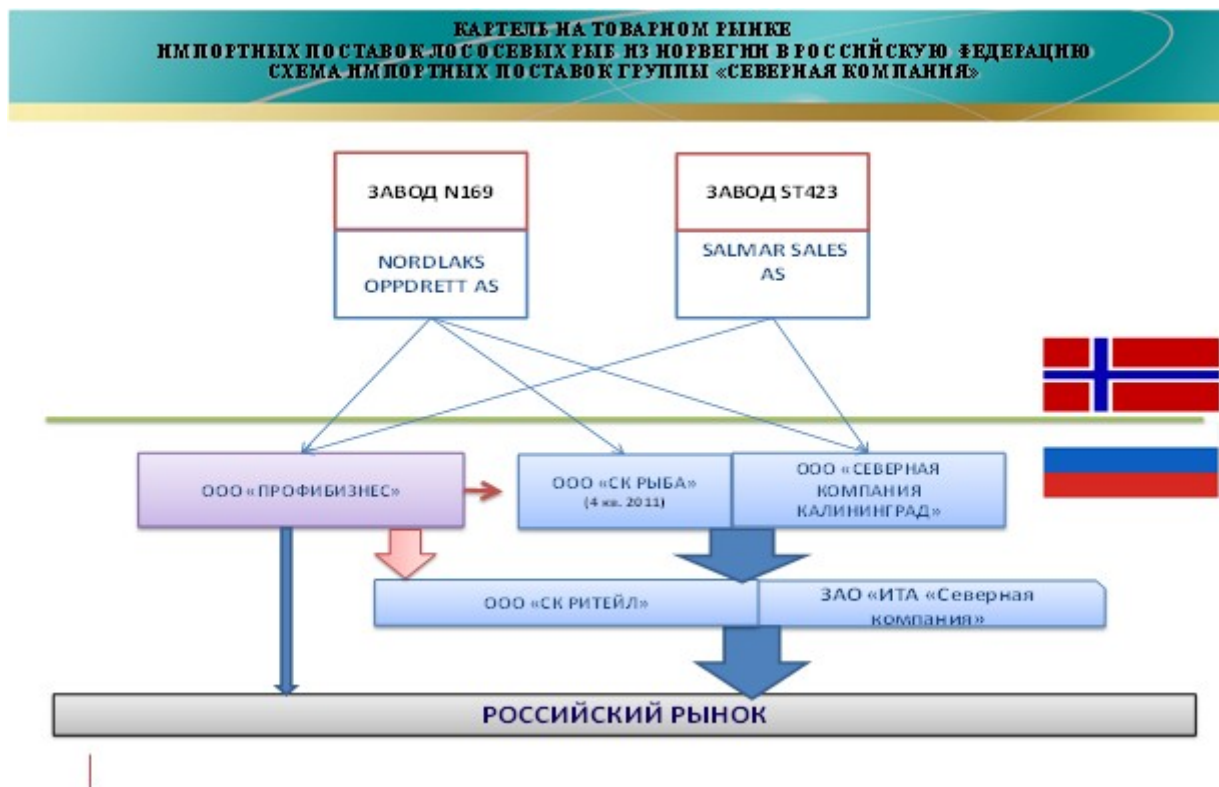 КАРТЕЛЬ НА ТОВАРНОМ РЫНКЕ
ИМПОРТНЫХ ПОСТАВОК ЛОСОСЕВЫХ РЫБ ИЗ НОРВЕГИИ В РОССИЙСКУЮ ФЕДЕРАЦИЮ
СХЕМА ИМПОРТНЫХ ПОСТАВОК ГРУППЫ «СЕВЕРНАЯ КОМПАНИЯ»
ЗАВОД N169
ЗАВОД ST423
NORDLAKS
OPPDRETT AS
SALMAR SALES
AS
ООО «ПРОФИБИЗНЕС»
ООО «СК РЫБА»
(4 кв. 2011)
ООО «СЕВЕРНАЯ
КОМПАНИЯ
КАЛИНИНГРАД»
ООО «СК РИТЕЙЛ»
ЗАО «ИТА «Северная
компания»
РОССИЙСКИЙ РЫНОК